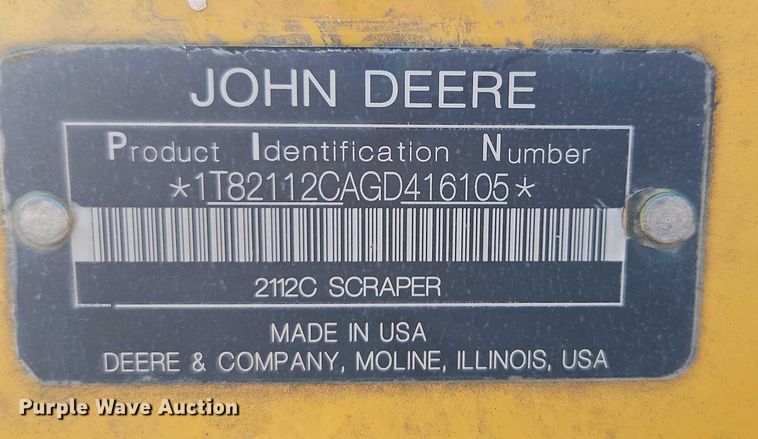 JOHN DEERE
Product Identification Number
*1T82112CAGD416105*
2112C SCRAPER
MADE IN USA
DEERE & COMPANY, MOLINE, ILLINOIS, USA
Purple Wave Auction